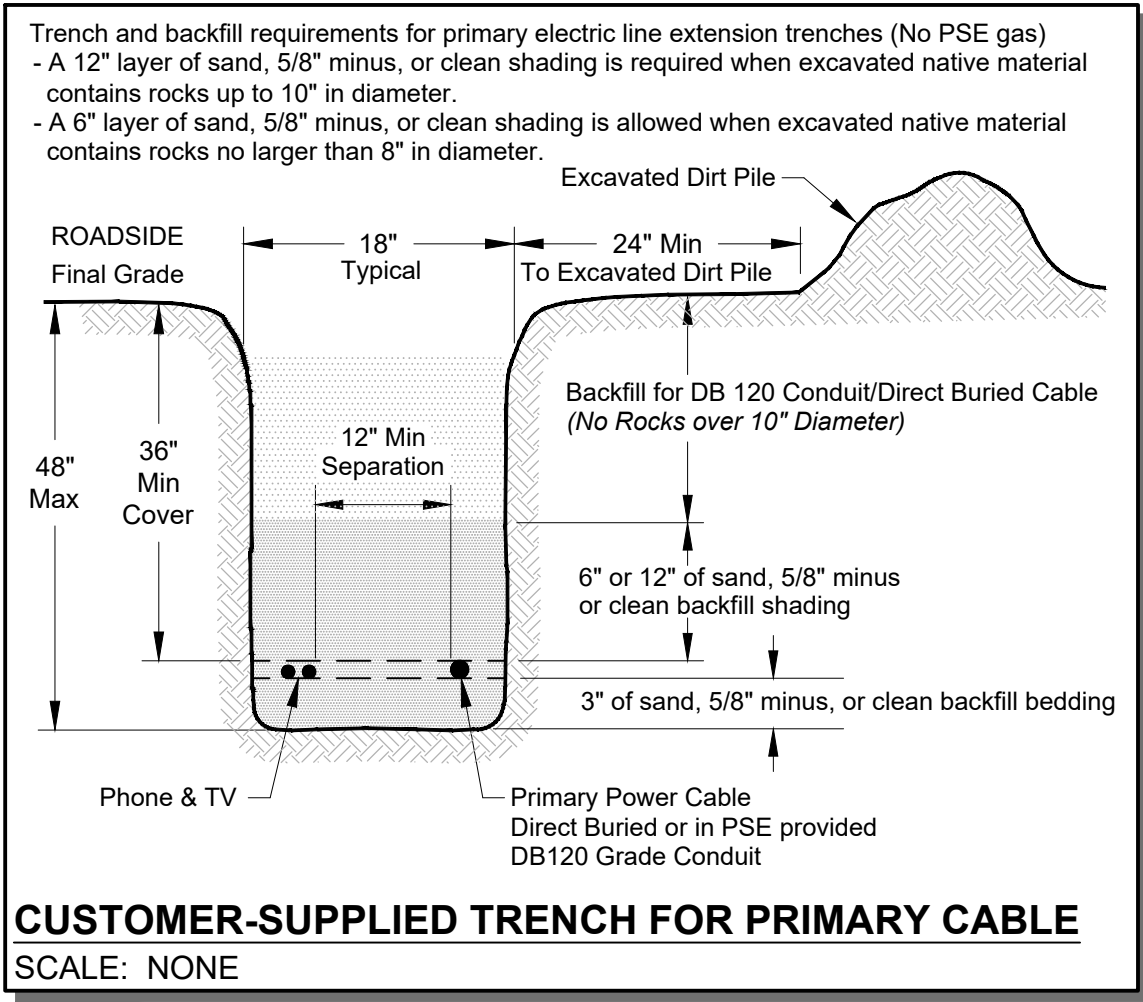 Trench and backfill requirements for primary electric line extension trenches (No PSE gas)
- A 12" layer of sand, 5/8" minus, or clean shading is required when excavated native material
contains rocks up to 10" in diameter.
- A 6" layer of sand, 5/8" minus, or clean shading is allowed when excavated native material
contains rocks no larger than 8" in diameter.
Excavated Dirt Pile
ROADSIDE
Final Grade
18"
Typical
24" Min
To Excavated Dirt Pile
Backfill for DB 120 Conduit/Direct Buried Cable
(No Rocks over 10" Diameter)
12" Min
Separation
36"
Min
Cover
48"
Max
6" or 12" of sand, 5/8" minus
or clean backfill shading
3" of sand, 5/8" minus, or clean backfill bedding
Phone & TV
Primary Power Cable
Direct Buried or in PSE provided
DB120 Grade Conduit
CUSTOMER-SUPPLIED TRENCH FOR PRIMARY CABLE
SCALE: NONE